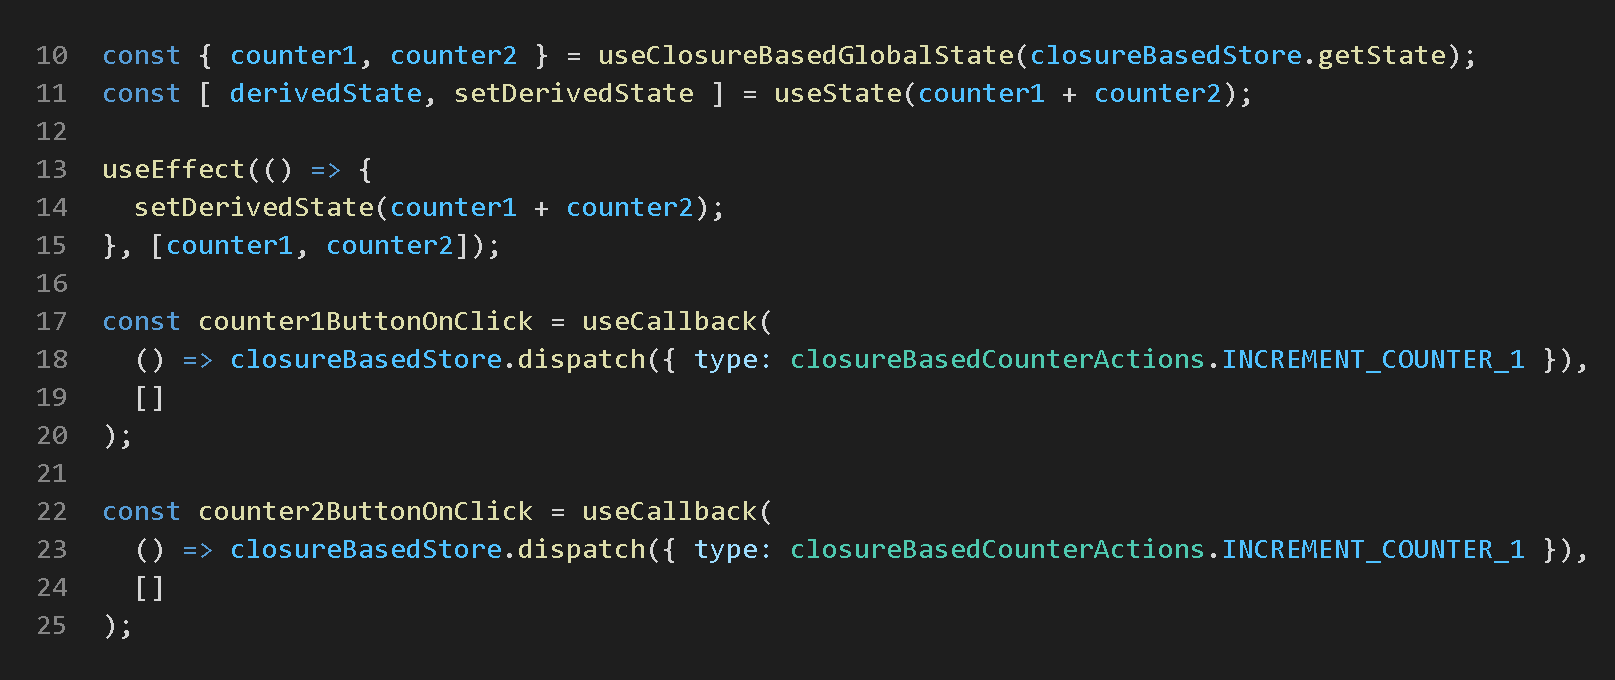 10 const { counter1, counter2 } = useClosureBasedGlobalState(closureBasedStore.getState);
11 const [ derivedState, setDerivedState ] = useState(counter1 + counter2);
12
13 useEffect(() => {
14   setDerivedState(counter1 + counter2);
15 }, [counter1, counter2]);
16
17 const counter1ButtonOnClick = useCallback(
18   () => closureBasedStore.dispatch({ type: closureBasedCounterActions.INCREMENT_COUNTER_1 }),
19   []
20 );
21
22 const counter2ButtonOnClick = useCallback(
23   () => closureBasedStore.dispatch({ type: closureBasedCounterActions.INCREMENT_COUNTER_1 }),
24   []
25 );